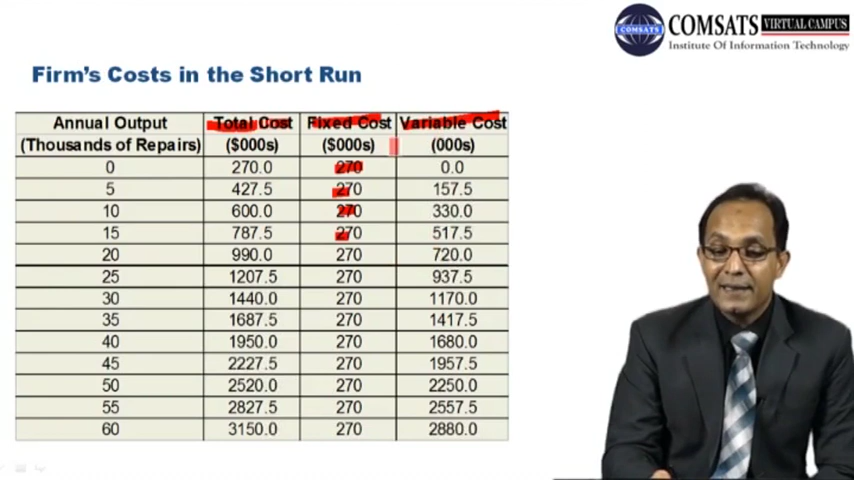 COMSATS VIRTUAL CAMPUS
COMSATS
Institute Of Information Technology
Firm's Costs in the Short Run
Annual Output Total Cost Fixed Cost Variable Cost
(Thousands of Repairs) ($000s) ($000s) (000s)
0 270.0 270 0.0
5 427.5 270 157.5
10 600.0 270 330.0
15 787.5 270 517.5
20 990.0 270 720.0
25 1207.5 270 937.5
30 1440.0 270 1170.0
35 1687.5 270 1417.5
40 1950.0 270 1680.0
45 2227.5 270 1957.5
50 2520.0 270 2250.0
55 2827.5 270 2557.5
60 3150.0 270 2880.0